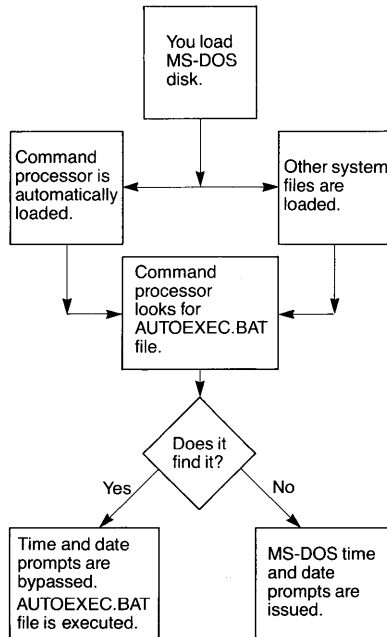 You load
MS-DOS
disk.
Command
processor is
automatically
loaded.
Other system
files are
loaded.
Command
processor
looks for
AUTOEXEC.BAT
file.
Does it
find it?
Yes
No
Time and date
prompts are
bypassed.
AUTOEXEC.BAT
file is executed.
MS-DOS time
and date
prompts are
issued.